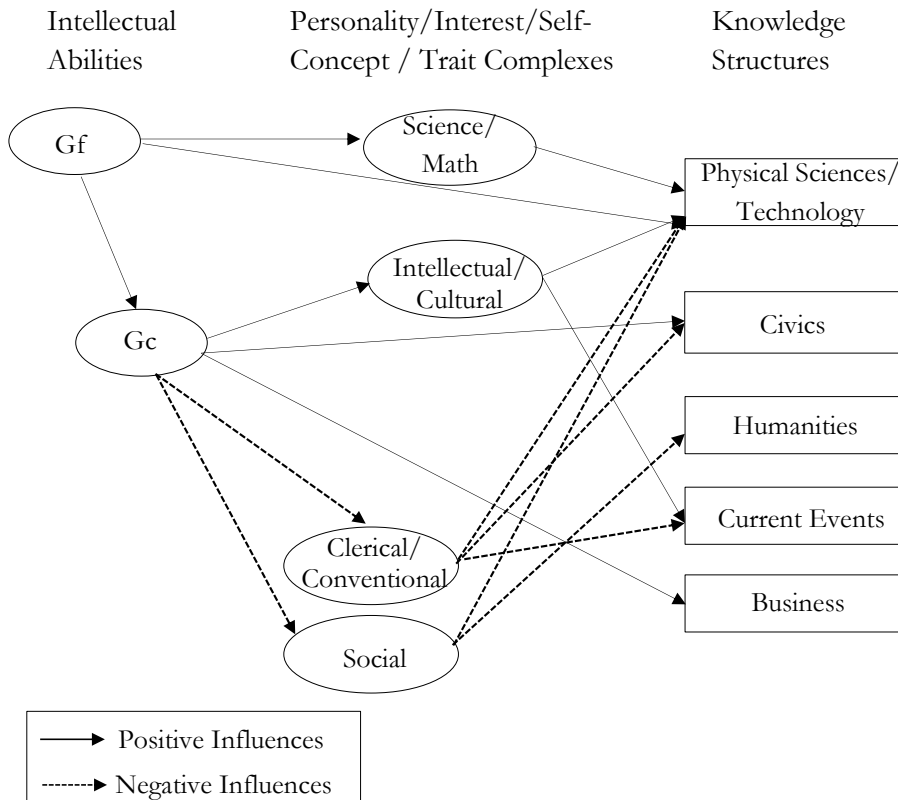 Intellectual
Abilities
Personality/Interest/Self-
Concept / Trait Complexes
Knowledge
Structures
Gf
Science/
Math
Physical Sciences/
Technology
Intellectual/
Cultural
Gc
Civics
Humanities
Current Events
Clerical/
Conventional
Business
Social
Positive Influences
Negative Influences